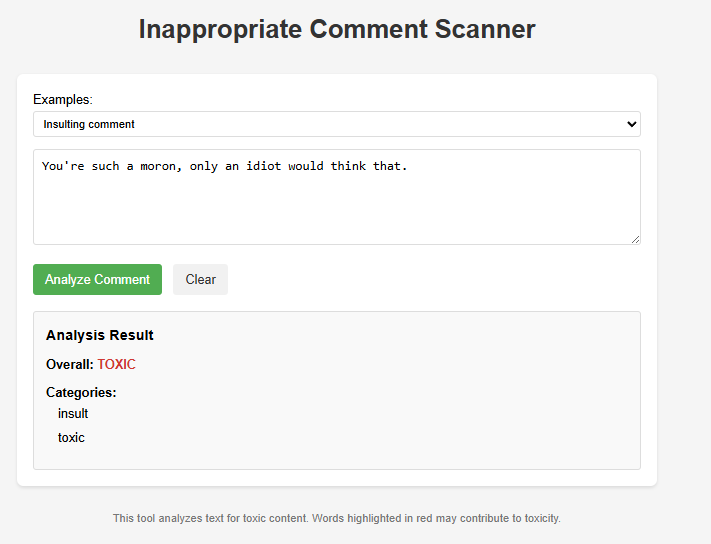 Inappropriate Comment Scanner
Examples:
Insulting comment
You're such a moron, only an idiot would think that.
Analyze Comment
Clear
Analysis Result
Overall: TOXIC
Categories:
insult
toxic
This tool analyzes text for toxic content. Words highlighted in red may contribute to toxicity.